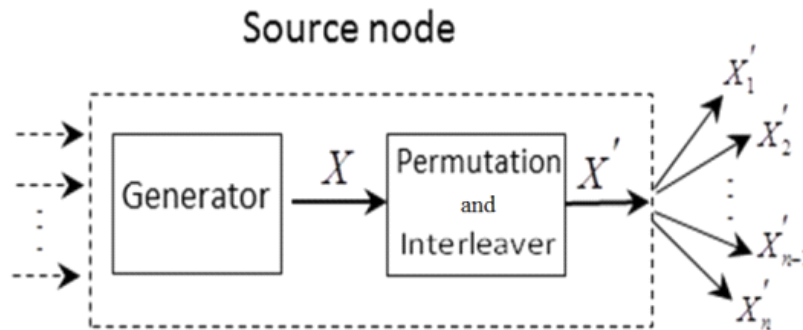 Source node
Generator
X
Permutation
and
Interleaver
X'
X'₁
X'₂
X'ₙ